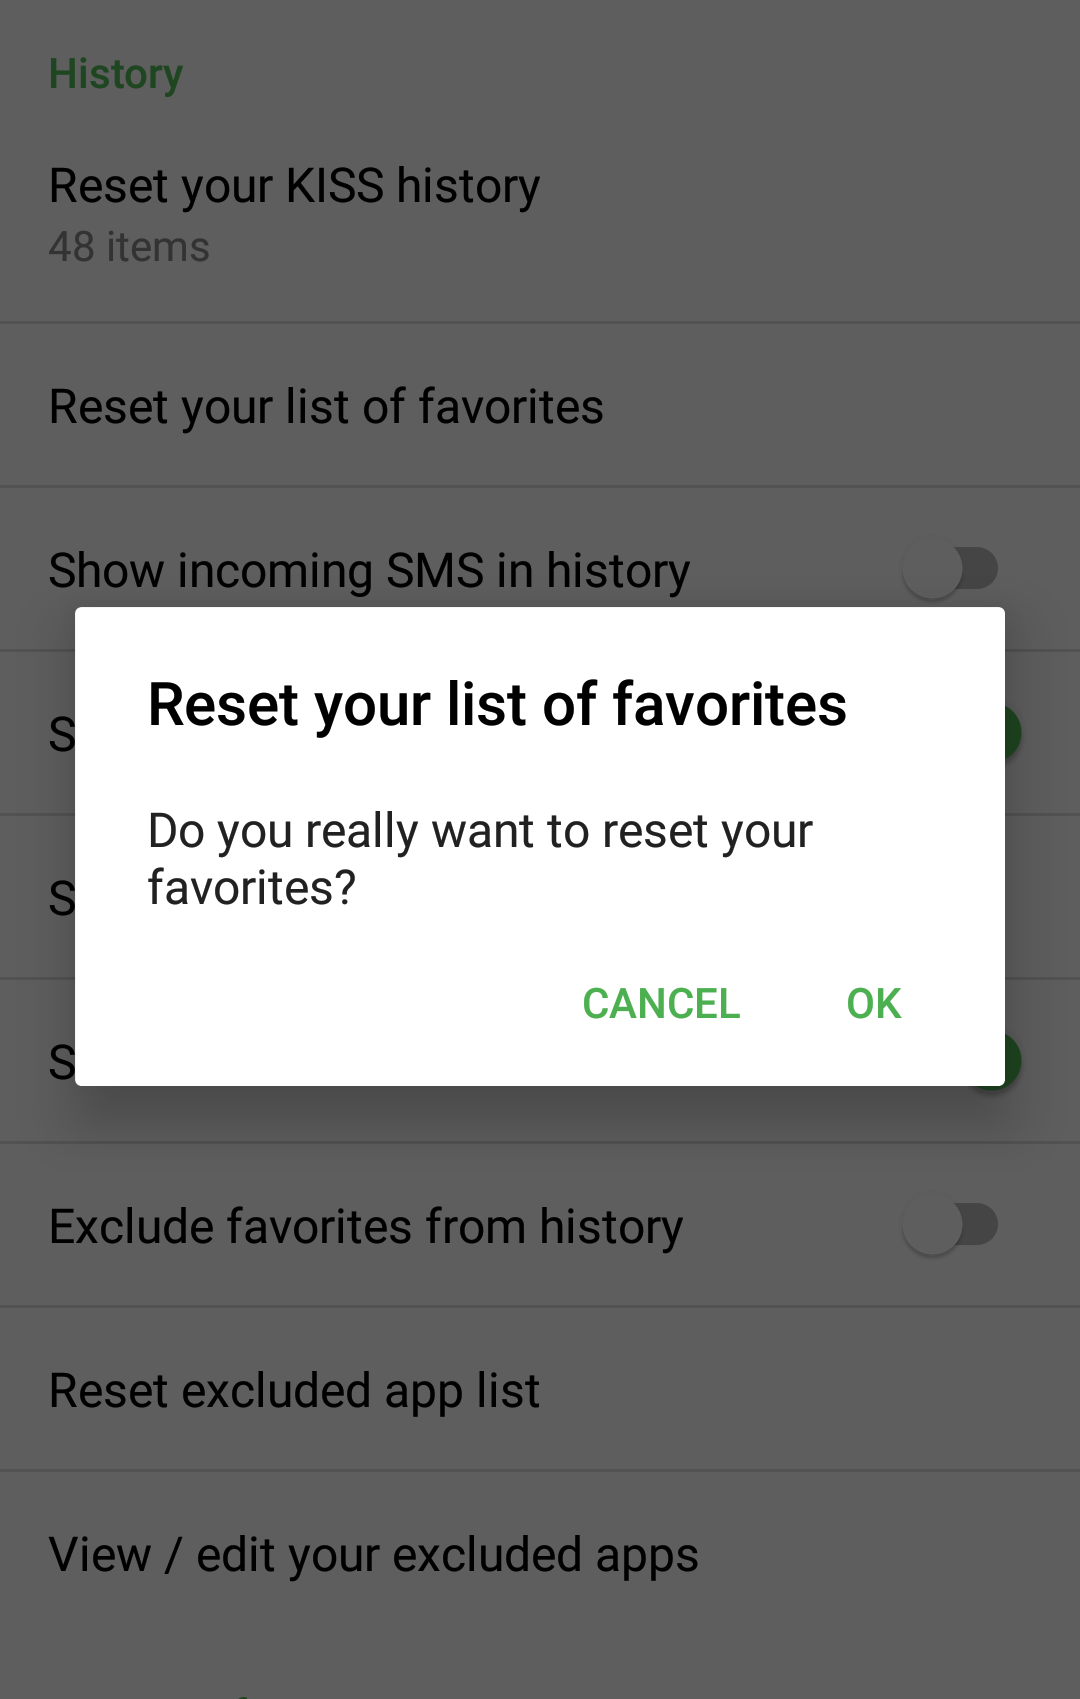 History
Reset your KISS history
48 items
Reset your list of favorites
Show incoming SMS in history
Reset your list of favorites
Do you really want to reset your
favorites?
CANCEL
OK
Exclude favorites from history
Reset excluded app list
View / edit your excluded apps